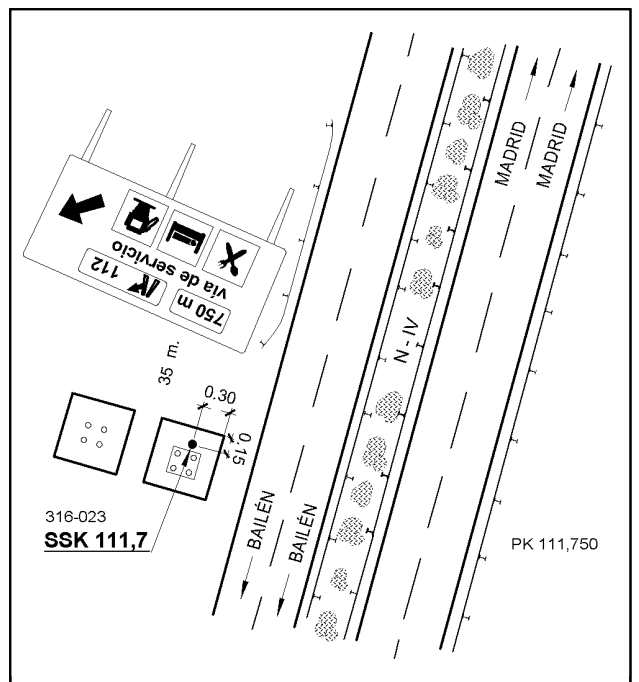 MADRID
MADRID
vía de servicio
112
750 m
N - IV
35 m.
0.30
0.15
316-023
SSK 111,7
BAILÉN
BAILÉN
PK 111,750